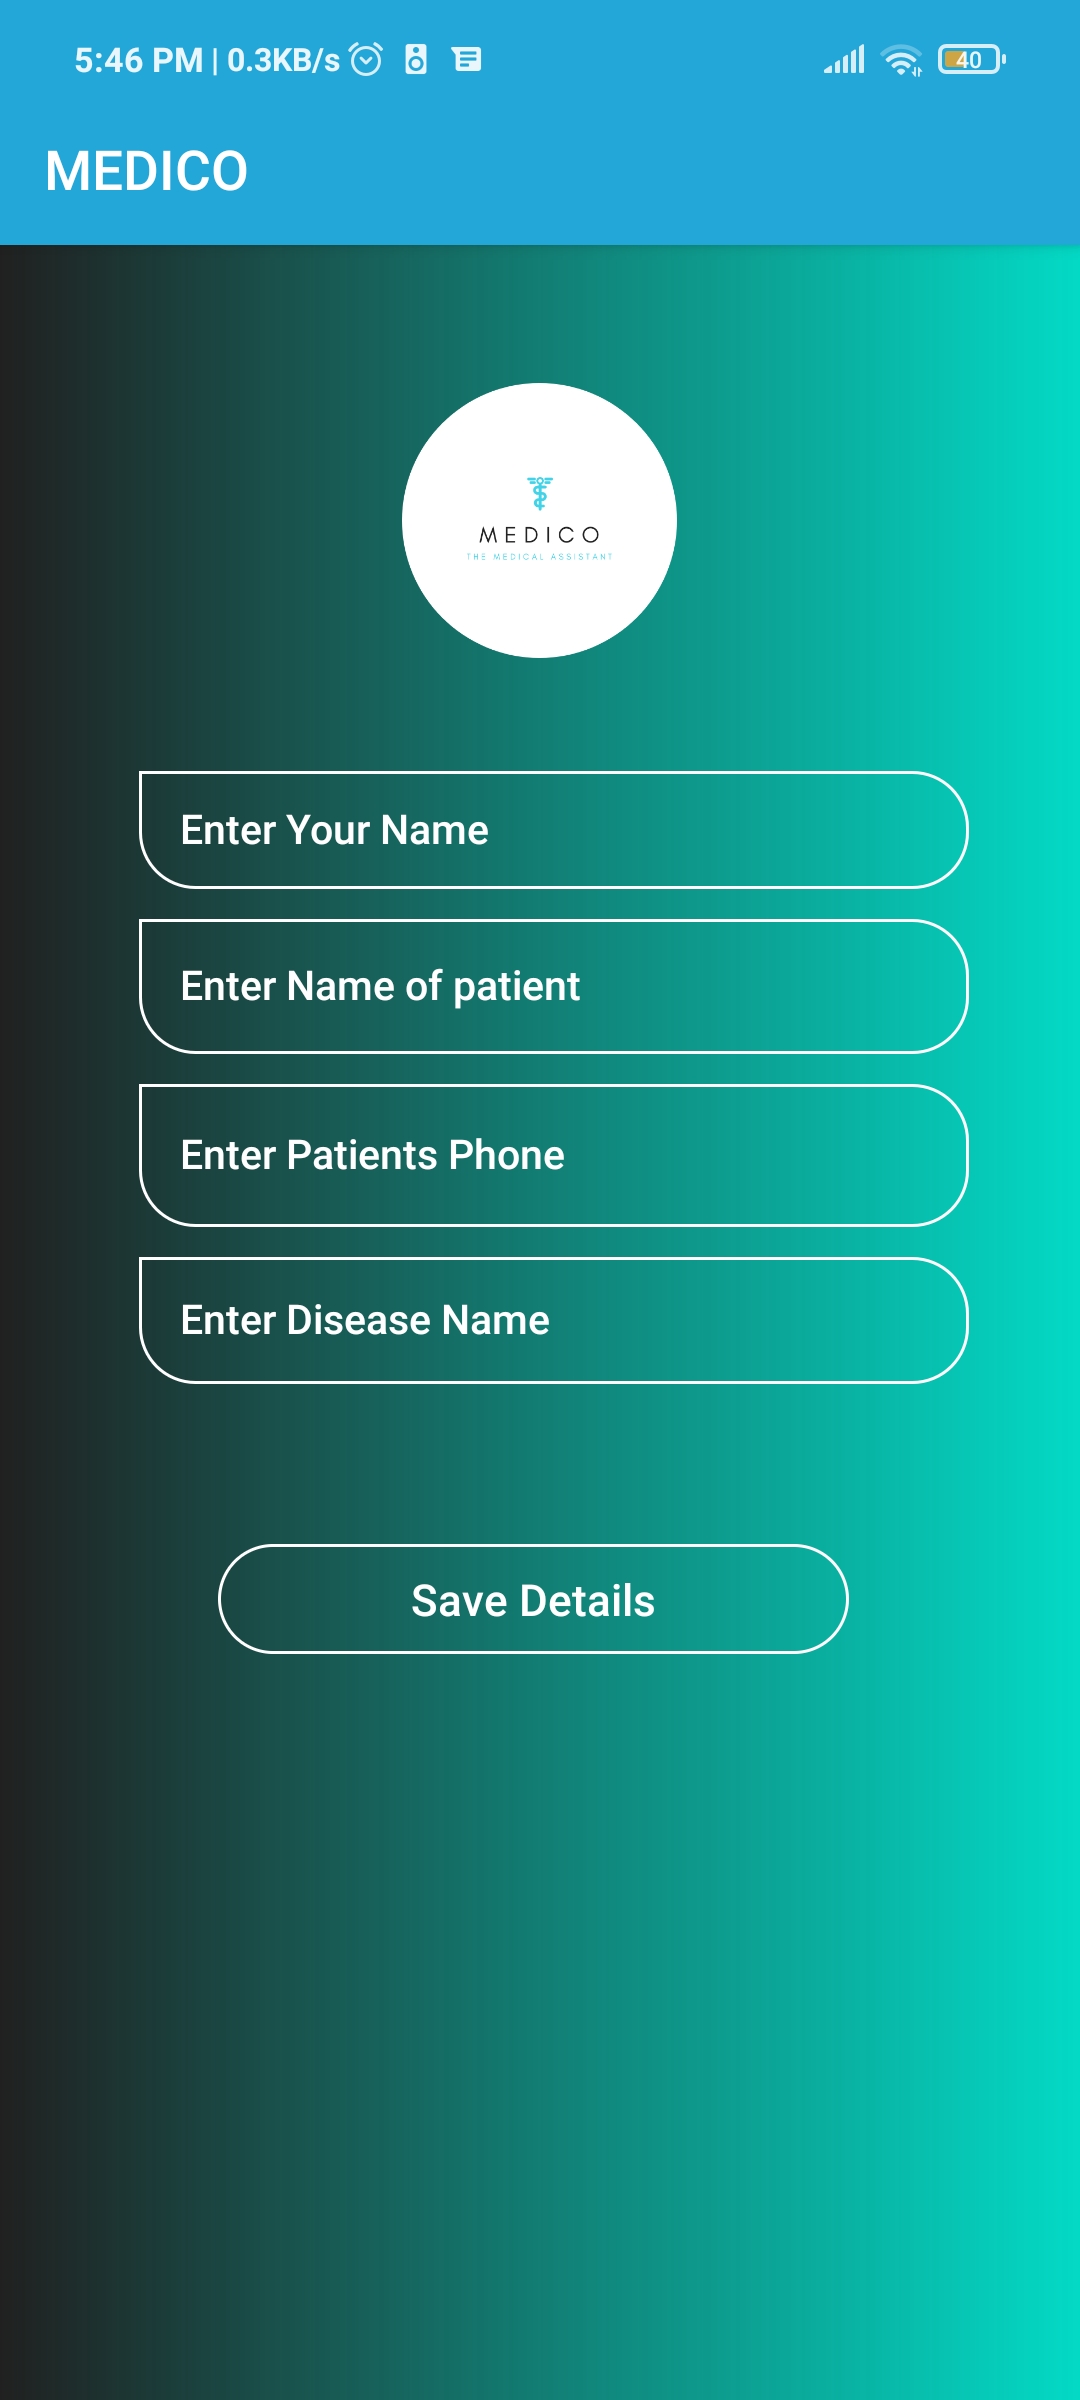 5:46 PM | 0.3KB/s 40
MEDICO
MEDICO
THE MEDICAL ASSISTANT
Enter Your Name
Enter Name of patient
Enter Patients Phone
Enter Disease Name
Save Details